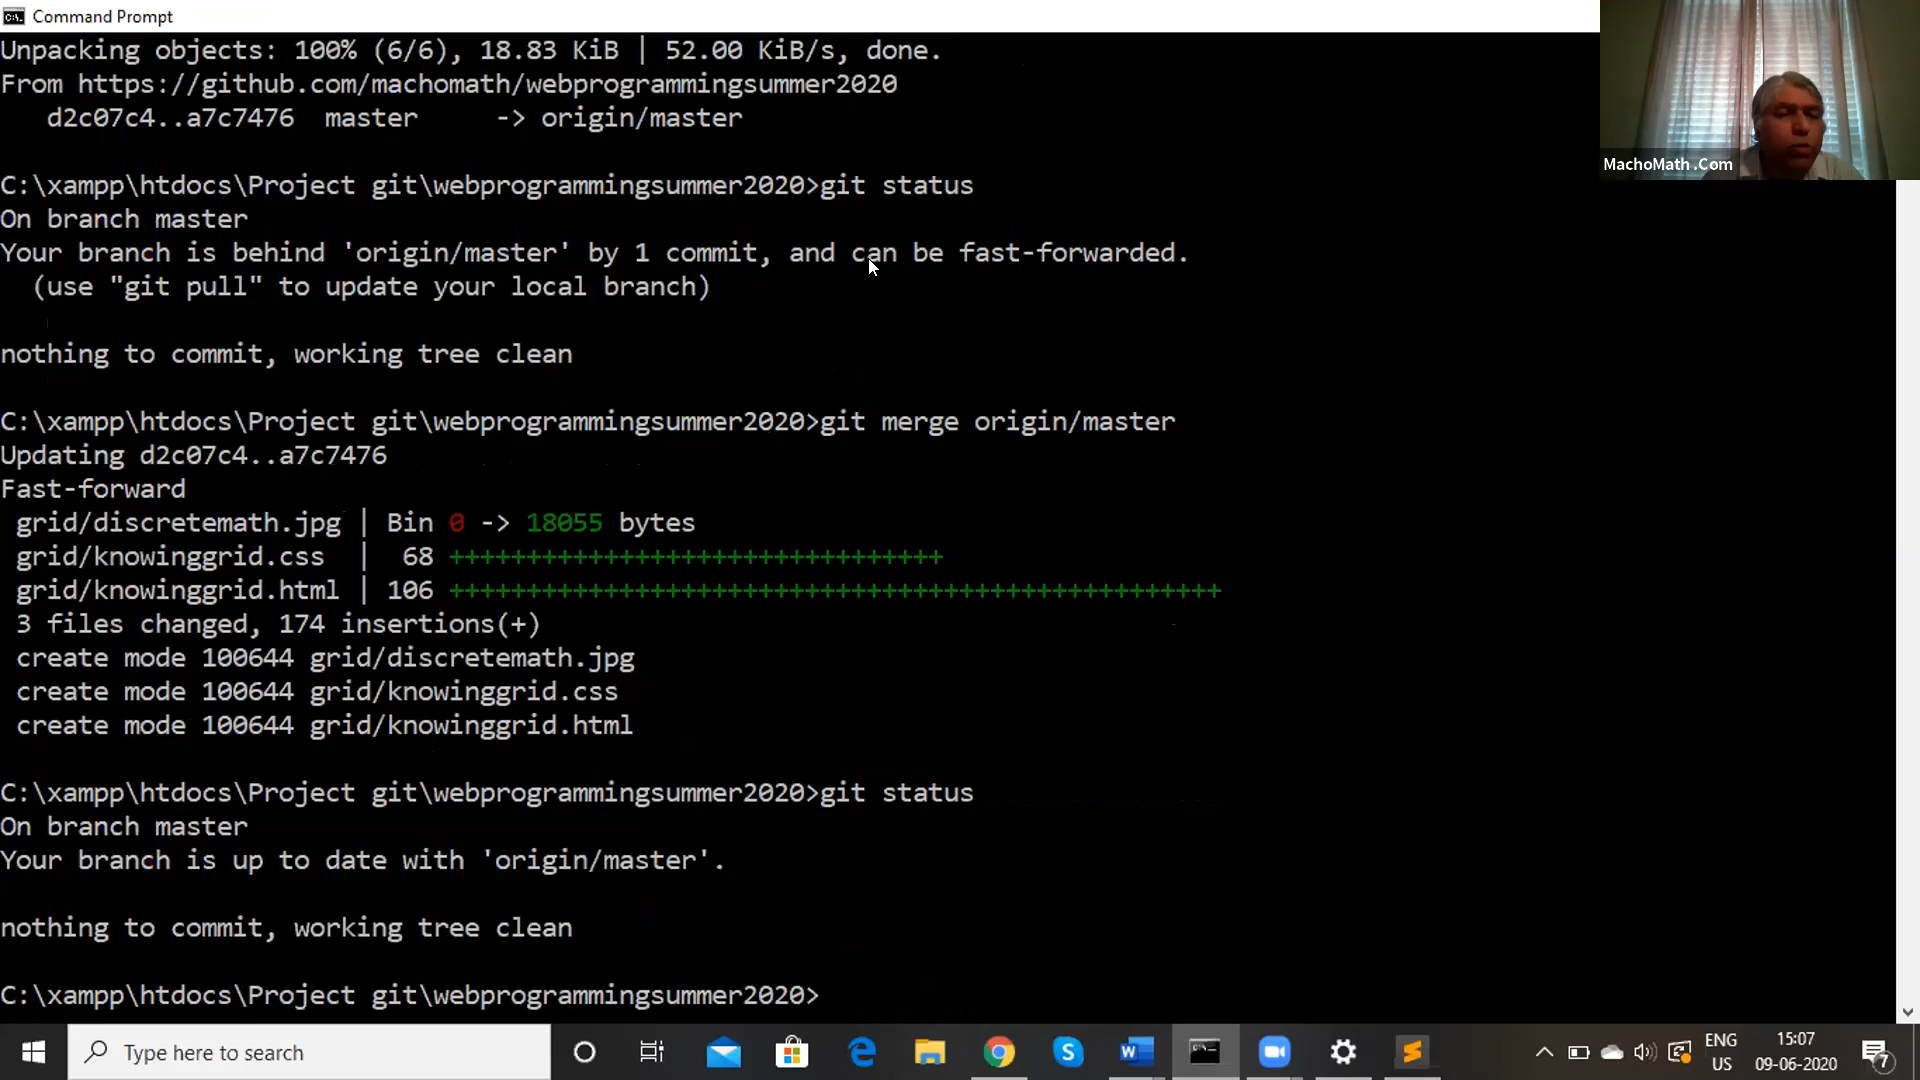 Command Prompt
Unpacking objects: 100% (6/6), 18.83 KiB | 52.00 KiB/s, done.
From https://github.com/machomath/webprogrammingsummer2020
   d2c07c4..a7c7476  master     -> origin/master
MachoMath .Com
C:\xampp\htdocs\Project git\webprogrammingsummer2020>git status
On branch master
Your branch is behind 'origin/master' by 1 commit, and can be fast-forwarded.
  (use "git pull" to update your local branch)
nothing to commit, working tree clean
C:\xampp\htdocs\Project git\webprogrammingsummer2020>git merge origin/master
Updating d2c07c4..a7c7476
Fast-forward
 grid/discretemath.jpg | Bin 0 -> 18055 bytes
 grid/knowinggrid.css  |  68 ++++++++++++++++++++++++++++++++
 grid/knowinggrid.html | 106 ++++++++++++++++++++++++++++++++++++++++++++++++++
 3 files changed, 174 insertions(+)
 create mode 100644 grid/discretemath.jpg
 create mode 100644 grid/knowinggrid.css
 create mode 100644 grid/knowinggrid.html
C:\xampp\htdocs\Project git\webprogrammingsummer2020>git status
On branch master
Your branch is up to date with 'origin/master'.
nothing to commit, working tree clean
C:\xampp\htdocs\Project git\webprogrammingsummer2020>
Type here to search
ENG
US
15:07
09-06-2020
7